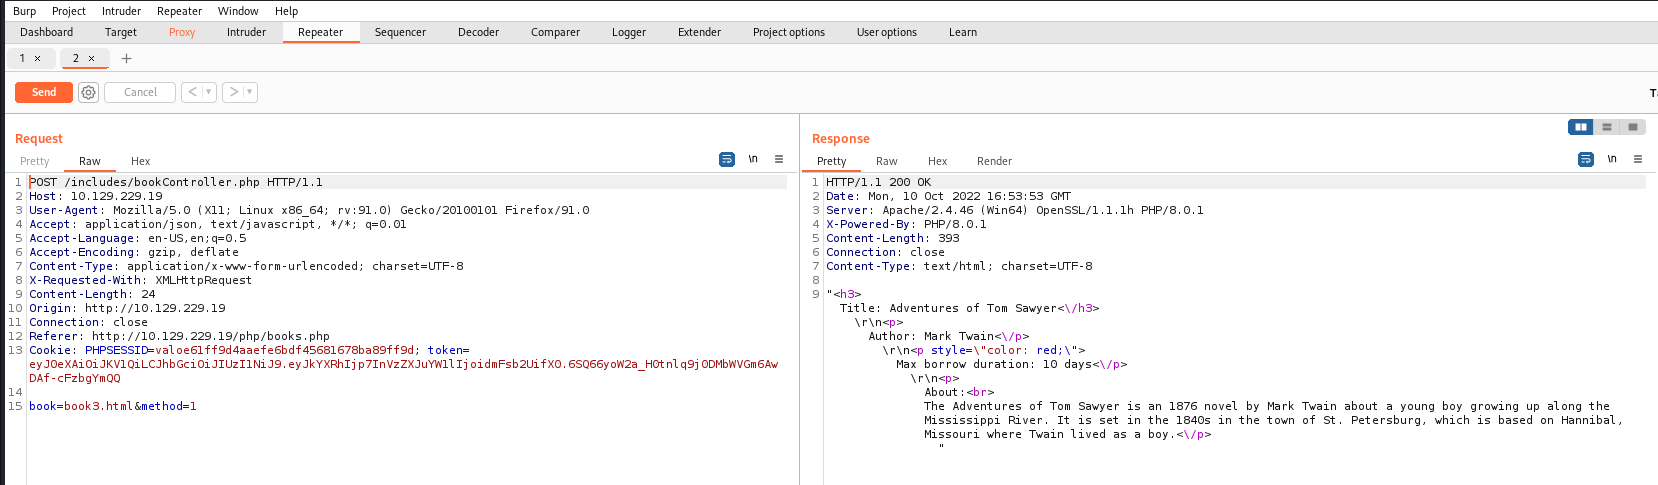 Burp Project Intruder Repeater Window Help
Dashboard Target Proxy Intruder Repeater Sequencer Decoder Comparer Logger Extender Project options User options Learn
1 × 2 × +
Send Cancel < ▾ > ▾
Request
Pretty Raw Hex \n
1 POST /includes/bookController.php HTTP/1.1
2 Host: 10.129.229.19
3 User-Agent: Mozilla/5.0 (X11; Linux x86_64; rv:91.0) Gecko/20100101 Firefox/91.0
4 Accept: application/json, text/javascript, */*; q=0.01
5 Accept-Language: en-US,en;q=0.5
6 Accept-Encoding: gzip, deflate
7 Content-Type: application/x-www-form-urlencoded; charset=UTF-8
8 X-Requested-With: XMLHttpRequest
9 Content-Length: 24
10 Origin: http://10.129.229.19
11 Connection: close
12 Referer: http://10.129.229.19/php/books.php
13 Cookie: PHPSESSID=valoe61ff9d4aaefe6bdf45681678ba89ff9d; token=
eyJ0eXAiOiJKV1QiLCJhbGciOiJIUzI1NiJ9.eyJkYXRhIjp7InVzZXJuYW1lIjoidmFsb2UifX0.6SQ66yoW2a_H0tnlq9j0DMbWVGm6Aw
DAf-cFzbgYmQQ
14
15 book=book3.html&method=1
Response
Pretty Raw Hex Render \n
1 HTTP/1.1 200 OK
2 Date: Mon, 10 Oct 2022 16:53:53 GMT
3 Server: Apache/2.4.46 (Win64) OpenSSL/1.1.1h PHP/8.0.1
4 X-Powered-By: PHP/8.0.1
5 Content-Length: 393
6 Connection: close
7 Content-Type: text/html; charset=UTF-8
8
9 "<h3>
Title: Adventures of Tom Sawyer<\/h3>
\r\n<p>
Author: Mark Twain<\/p>
\r\n<p style=\"color: red;\">
Max borrow duration: 10 days<\/p>
\r\n<p>
About:<br>
The Adventures of Tom Sawyer is an 1876 novel by Mark Twain about a young boy growing up along the
Mississippi River. It is set in the 1840s in the town of St. Petersburg, which is based on Hannibal,
Missouri where Twain lived as a boy.<\/p>
"